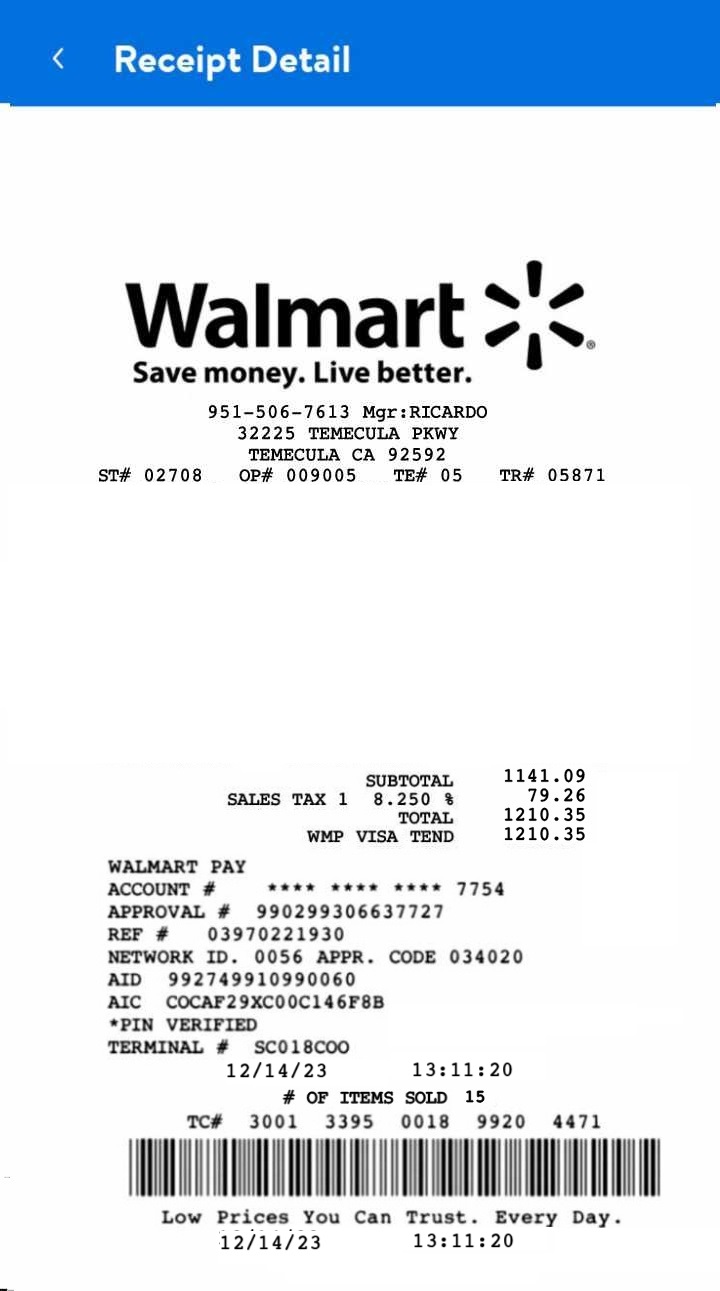 Receipt Detail
Walmart
Save money. Live better.
951-506-7613 Mgr:RICARDO
32225 TEMECULA PKWY
TEMECULA CA 92592
ST# 02708 OP# 009005 TE# 05 TR# 05871
SUBTOTAL 1141.09
SALES TAX 1 8.250 % 79.26
TOTAL 1210.35
WMP VISA TEND 1210.35
WALMART PAY
ACCOUNT # **** **** **** 7754
APPROVAL # 990299306637727
REF # 03970221930
NETWORK ID. 0056 APPR. CODE 034020
AID 992749910990060
AIC COCAF29XC00C146F8B
*PIN VERIFIED
TERMINAL # SC018COO
12/14/23 13:11:20
# OF ITEMS SOLD 15
TC# 3001 3395 0018 9920 4471
Low Prices You Can Trust. Every Day.
12/14/23 13:11:20